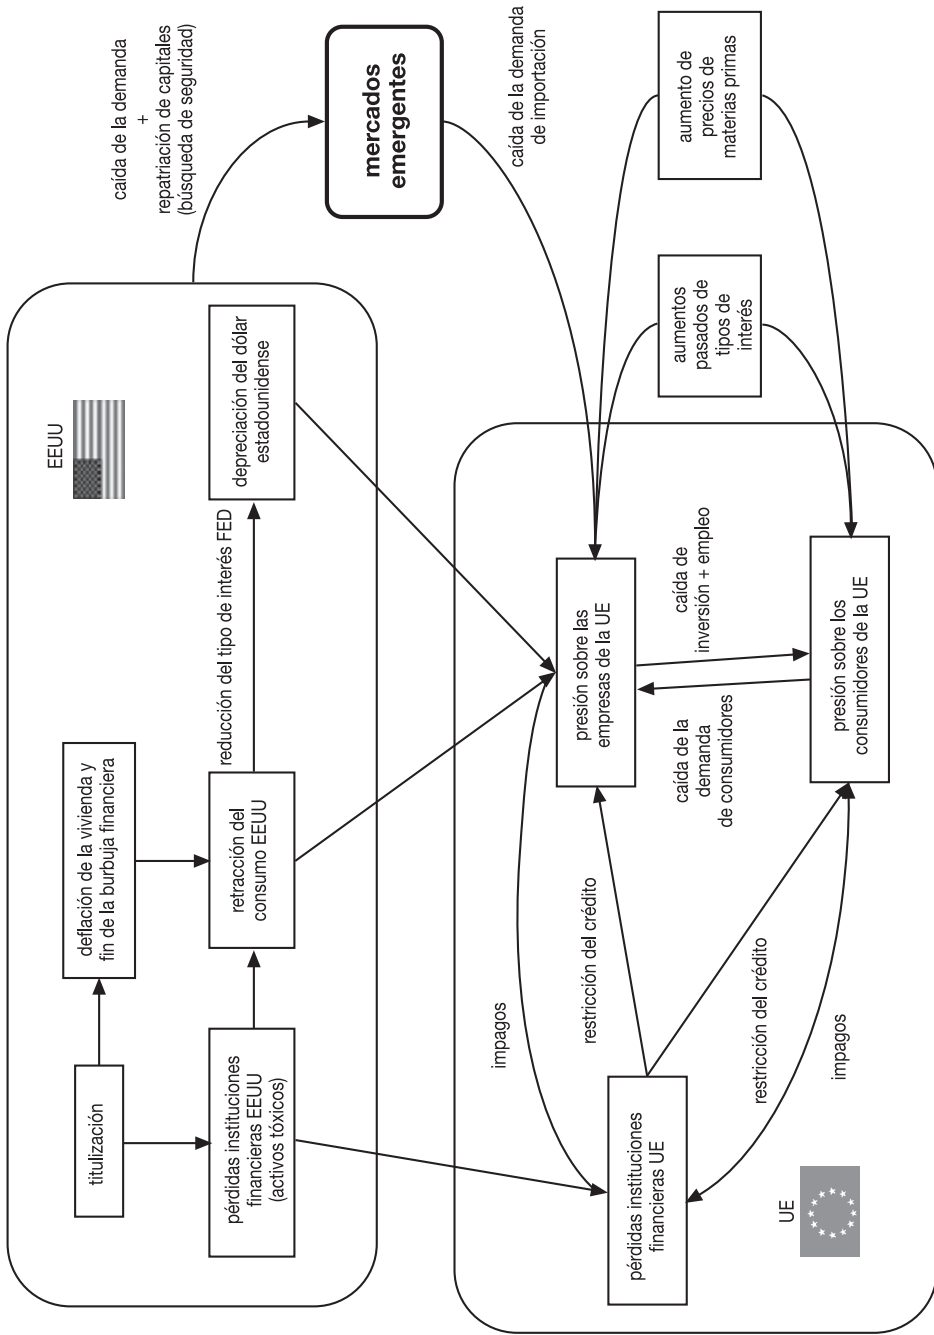 EEUU
titulización
deflación de la vivienda y
fin de la burbuja financiera
pérdidas instituciones
financieras EEUU
(activos tóxicos)
retracción del
consumo EEUU
reducción del tipo de interés FED
depreciación del dólar
estadounidense
caída de la demanda
+
repatriación de capitales
(búsqueda de seguridad)
mercados
emergentes
caída de la demanda
de importación
UE
pérdidas instituciones
financieras UE
impagos
restricción del crédito
restricción del crédito
impagos
presión sobre las
empresas de la UE
caída de la
demanda
de consumidores
caída de
inversión + empleo
presión sobre los
consumidores de la UE
aumentos
pasados de
tipos de
interés
aumento de
precios de
materias primas